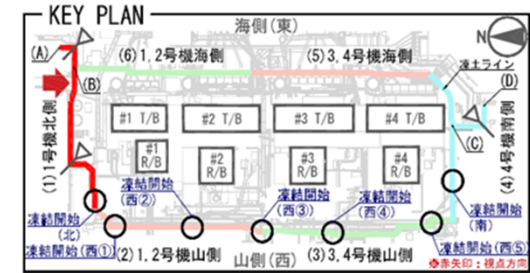 KEY PLAN
海側(東)
N
(A)
(6)1,2号機海側
(5)3,4号機海側
凍土ライン
(B)
(D)
(1)1号機北側
#1 T/B
#2 T/B
#3 T/B
#4 T/B
(C)
(4)4号機南側
#1
R/B
#2
R/B
#3
R/B
#4
R/B
凍結開始
(西②)
凍結開始
(西③)
凍結開始
(西④)
凍結開始
(北)
凍結開始
(南)
凍結開始(西①)
(2)1,2号機山側
(3)3,4号機山側
凍結開始(西⑤)
山側(西)
※赤矢印：視点方向